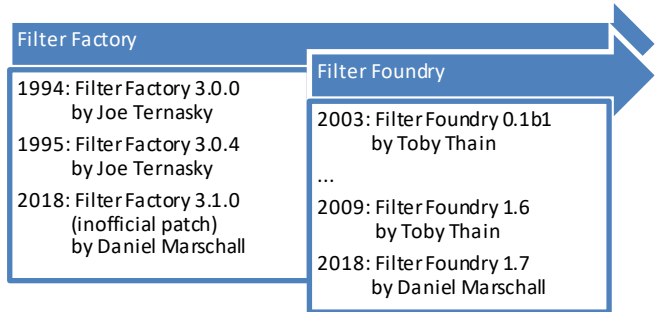 Filter Factory
1994: Filter Factory 3.0.0
by Joe Ternasky
1995: Filter Factory 3.0.4
by Joe Ternasky
2018: Filter Factory 3.1.0
(inofficial patch)
by Daniel Marschall
Filter Foundry
2003: Filter Foundry 0.1b1
by Toby Thain
...
2009: Filter Foundry 1.6
by Toby Thain
2018: Filter Foundry 1.7
by Daniel Marschall